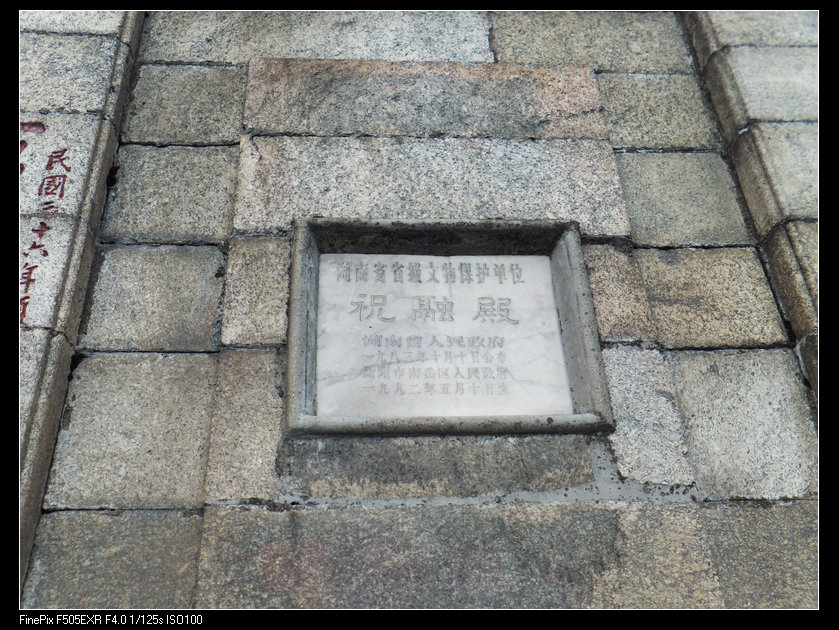 民國三十六年
湖南省省级文物保护单位
祝融殿
湖南省人民政府
一九八三年十月十日公布
衡阳市南岳区人民政府
一九九二年五月十日立
FinePix F505EXR F4.0 1/125s ISO100